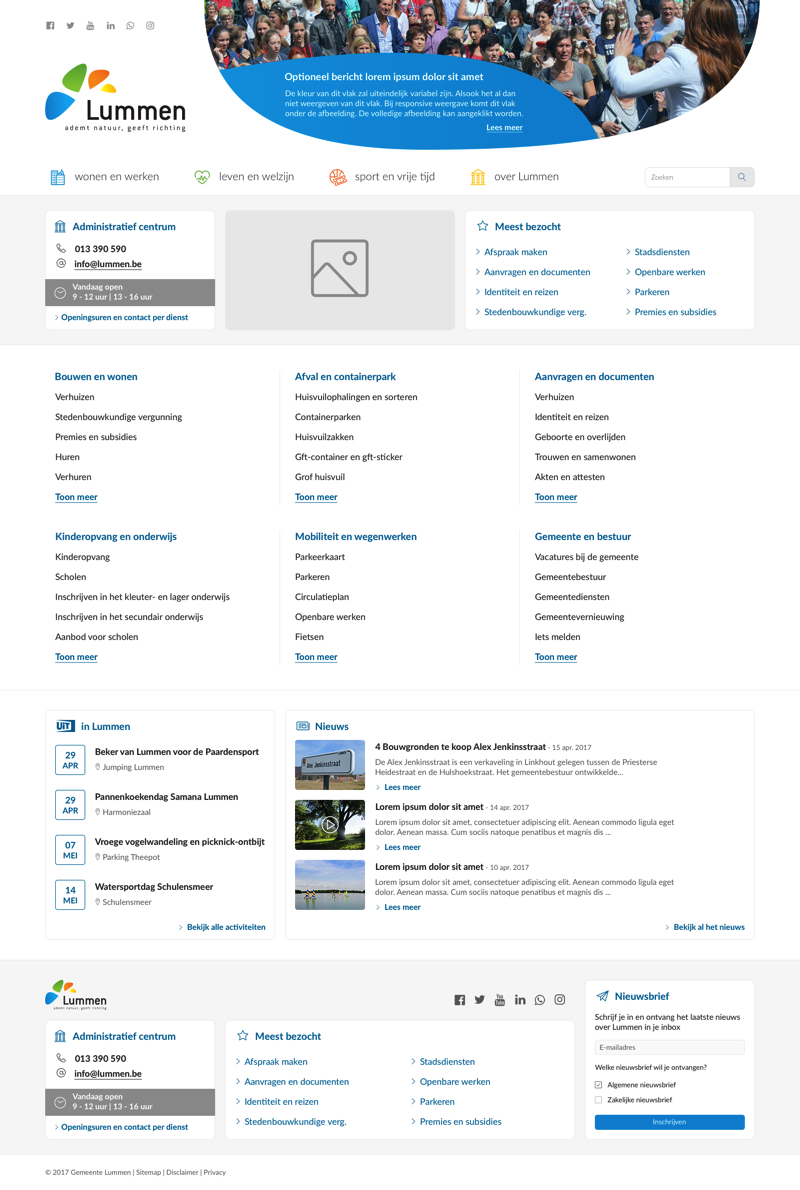 Optioneel bericht lorem ipsum dolor sit amet
De kleur van dit vlak zal uiteindelijk variabel zijn. Alsook het al dan
niet weergeven van dit vlak. Bij responsive weergave komt dit vlak
onder de afbeelding. De volledige afbeelding kan aangeklikt worden.
Lees meer
Lummen
ademt natuur, geeft richting
wonen en werken
leven en welzijn
sport en vrije tijd
over Lummen
Zoeken
Administratief centrum
013 390 590
info@lummen.be
Vandaag open
9 - 12 uur | 13 - 16 uur
Openingsuren en contact per dienst
Meest bezocht
Afspraak maken
Aanvragen en documenten
Identiteit en reizen
Stedenbouwkundige verg.
Stadsdiensten
Openbare werken
Parkeren
Premies en subsidies
Bouwen en wonen
Verhuizen
Stedenbouwkundige vergunning
Premies en subsidies
Huren
Verhuren
Toon meer
Afval en containerpark
Huisvuilophalingen en sorteren
Containerparken
Huisvuilzakken
Gft-container en gft-sticker
Grof huisvuil
Toon meer
Aanvragen en documenten
Verhuizen
Identiteit en reizen
Geboorte en overlijden
Trouwen en samenwonen
Akten en attesten
Toon meer
Kinderopvang en onderwijs
Kinderopvang
Scholen
Inschrijven in het kleuter- en lager onderwijs
Inschrijven in het secundair onderwijs
Aanbod voor scholen
Toon meer
Mobiliteit en wegenwerken
Parkeerkaart
Parkeren
Circulatieplan
Openbare werken
Fietsen
Toon meer
Gemeente en bestuur
Vacatures bij de gemeente
Gemeentebestuur
Gemeentediensten
Gemeentevernieuwing
Iets melden
Toon meer
UiT in Lummen
29 APR
Beker van Lummen voor de Paardensport
Jumping Lummen
29 APR
Pannenkoekendag Samana Lummen
Harmoniezaal
07 MEI
Vroege vogelwandeling en picknick-ontbijt
Parking Theepot
14 MEI
Watersportdag Schulensmeer
Schulensmeer
Bekijk alle activiteiten
Nieuws
Alex Jenkinsstraat
4 Bouwgronden te koop Alex Jenkinsstraat - 15 apr. 2017
De Alex Jenkinsstraat is een verkaveling in Linkhout gelegen tussen de Priesterse
Heidestraat en de Hulshoekstraat. Het gemeentebestuur ontwikkelde...
Lees meer
Lorem ipsum dolor sit amet - 14 apr. 2017
Lorem ipsum dolor sit amet, consectetuer adipiscing elit. Aenean commodo ligula eget
dolor. Aenean massa. Cum sociis natoque penatibus et magnis dis ...
Lees meer
Lorem ipsum dolor sit amet - 10 apr. 2017
Lorem ipsum dolor sit amet, consectetuer adipiscing elit. Aenean commodo ligula eget
dolor. Aenean massa. Cum sociis natoque penatibus et magnis dis ...
Lees meer
Bekijk al het nieuws
Lummen
ademt natuur, geeft richting
Administratief centrum
013 390 590
info@lummen.be
Vandaag open
9 - 12 uur | 13 - 16 uur
Openingsuren en contact per dienst
Meest bezocht
Afspraak maken
Aanvragen en documenten
Identiteit en reizen
Stedenbouwkundige verg.
Stadsdiensten
Openbare werken
Parkeren
Premies en subsidies
Nieuwsbrief
Schrijf je in en ontvang het laatste nieuws
over Lummen in je inbox
E-mailadres
Welke nieuwsbrief wil je ontvangen?
Algemene nieuwsbrief
Zakelijke nieuwsbrief
Inschrijven
© 2017 Gemeente Lummen | Sitemap | Disclaimer | Privacy